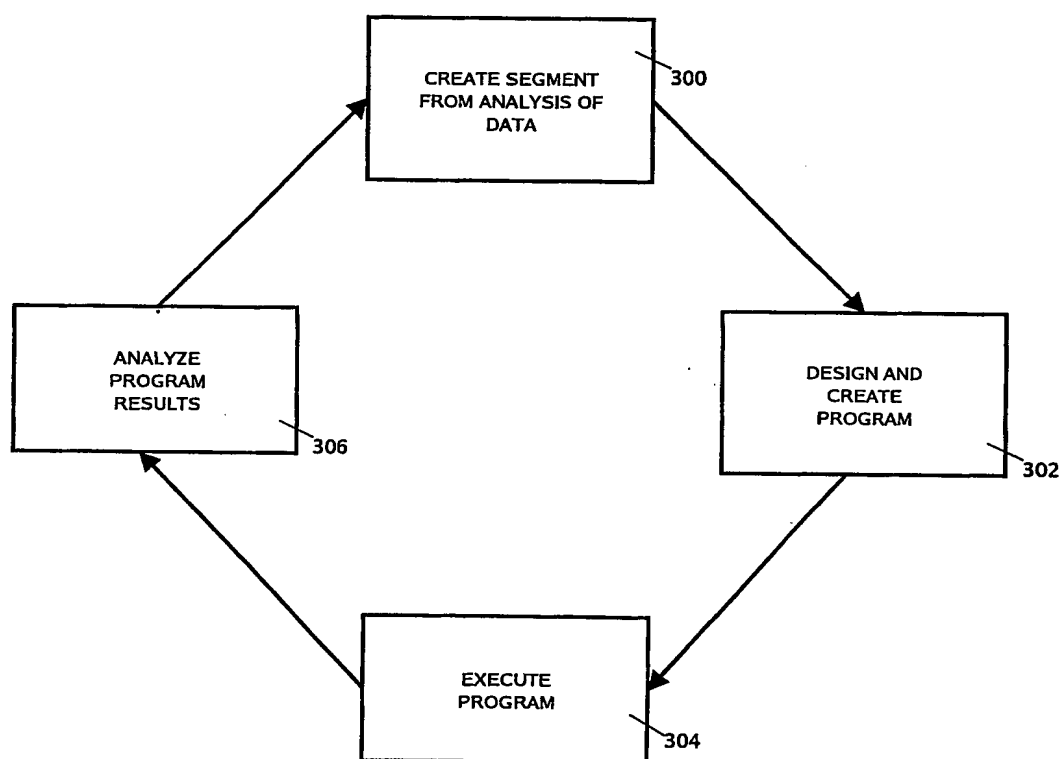 CREATE SEGMENT
FROM ANALYSIS OF
DATA
300
ANALYZE
PROGRAM
RESULTS
306
DESIGN AND
CREATE
PROGRAM
302
EXECUTE
PROGRAM
304